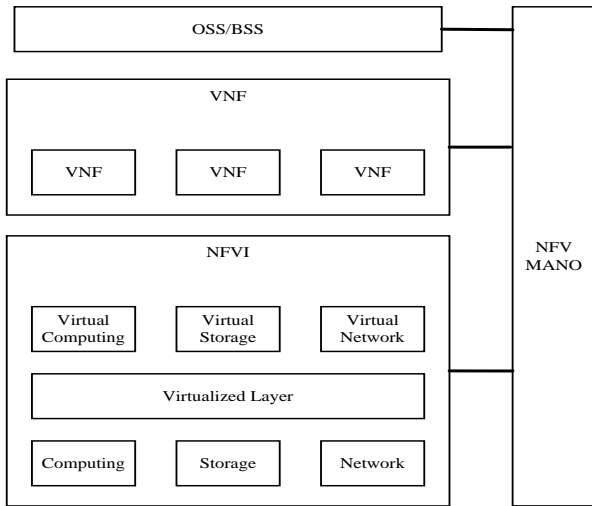 OSS/BSS
VNF
VNF
VNF
VNF
NFVI
Virtual
Computing
Virtual
Storage
Virtual
Network
Virtualized Layer
Computing
Storage
Network
NFV
MANO